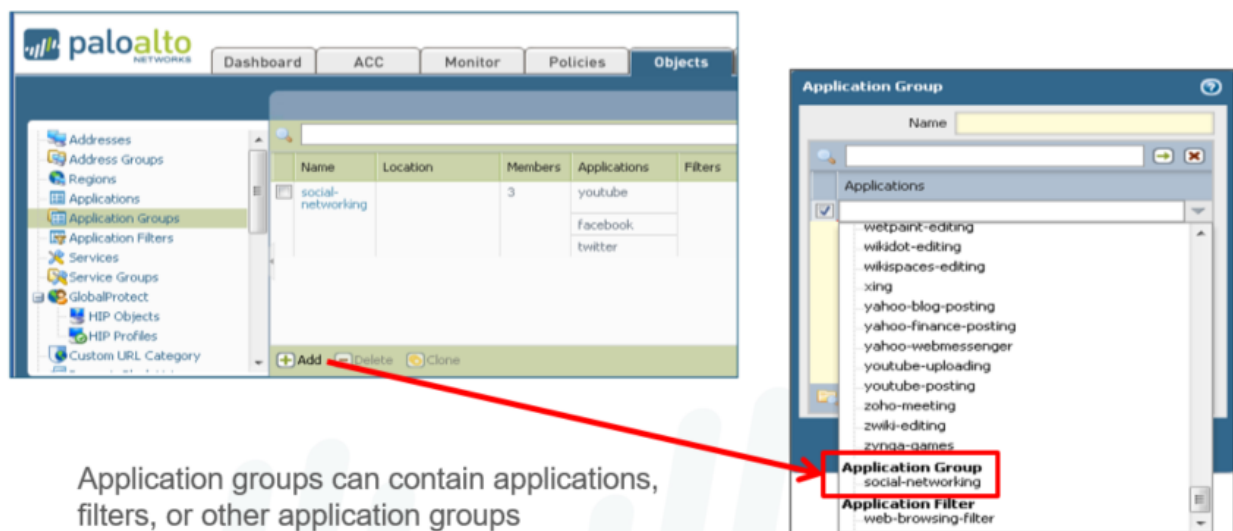 paloalto
NETWORKS
Dashboard
ACC
Monitor
Policies
Objects
Addresses
Address Groups
Regions
Applications
Application Groups
Application Filters
Services
Service Groups
GlobalProtect
HIP Objects
HIP Profiles
Custom URL Category
Name Location Members Applications Filters
social-networking 3 youtube
facebook
twitter
Add Delete Clone
Application Group
Name
Applications
wetpaint-editing
wikidot-editing
wikispaces-editing
xing
yahoo-blog-posting
yahoo-finance-posting
yahoo-webmessenger
youtube-uploading
youtube-posting
zoho-meeting
zwiki-editing
zynga-games
Application Group
social-networking
Application Filter
web-browsing-filter
Application groups can contain applications,
filters, or other application groups